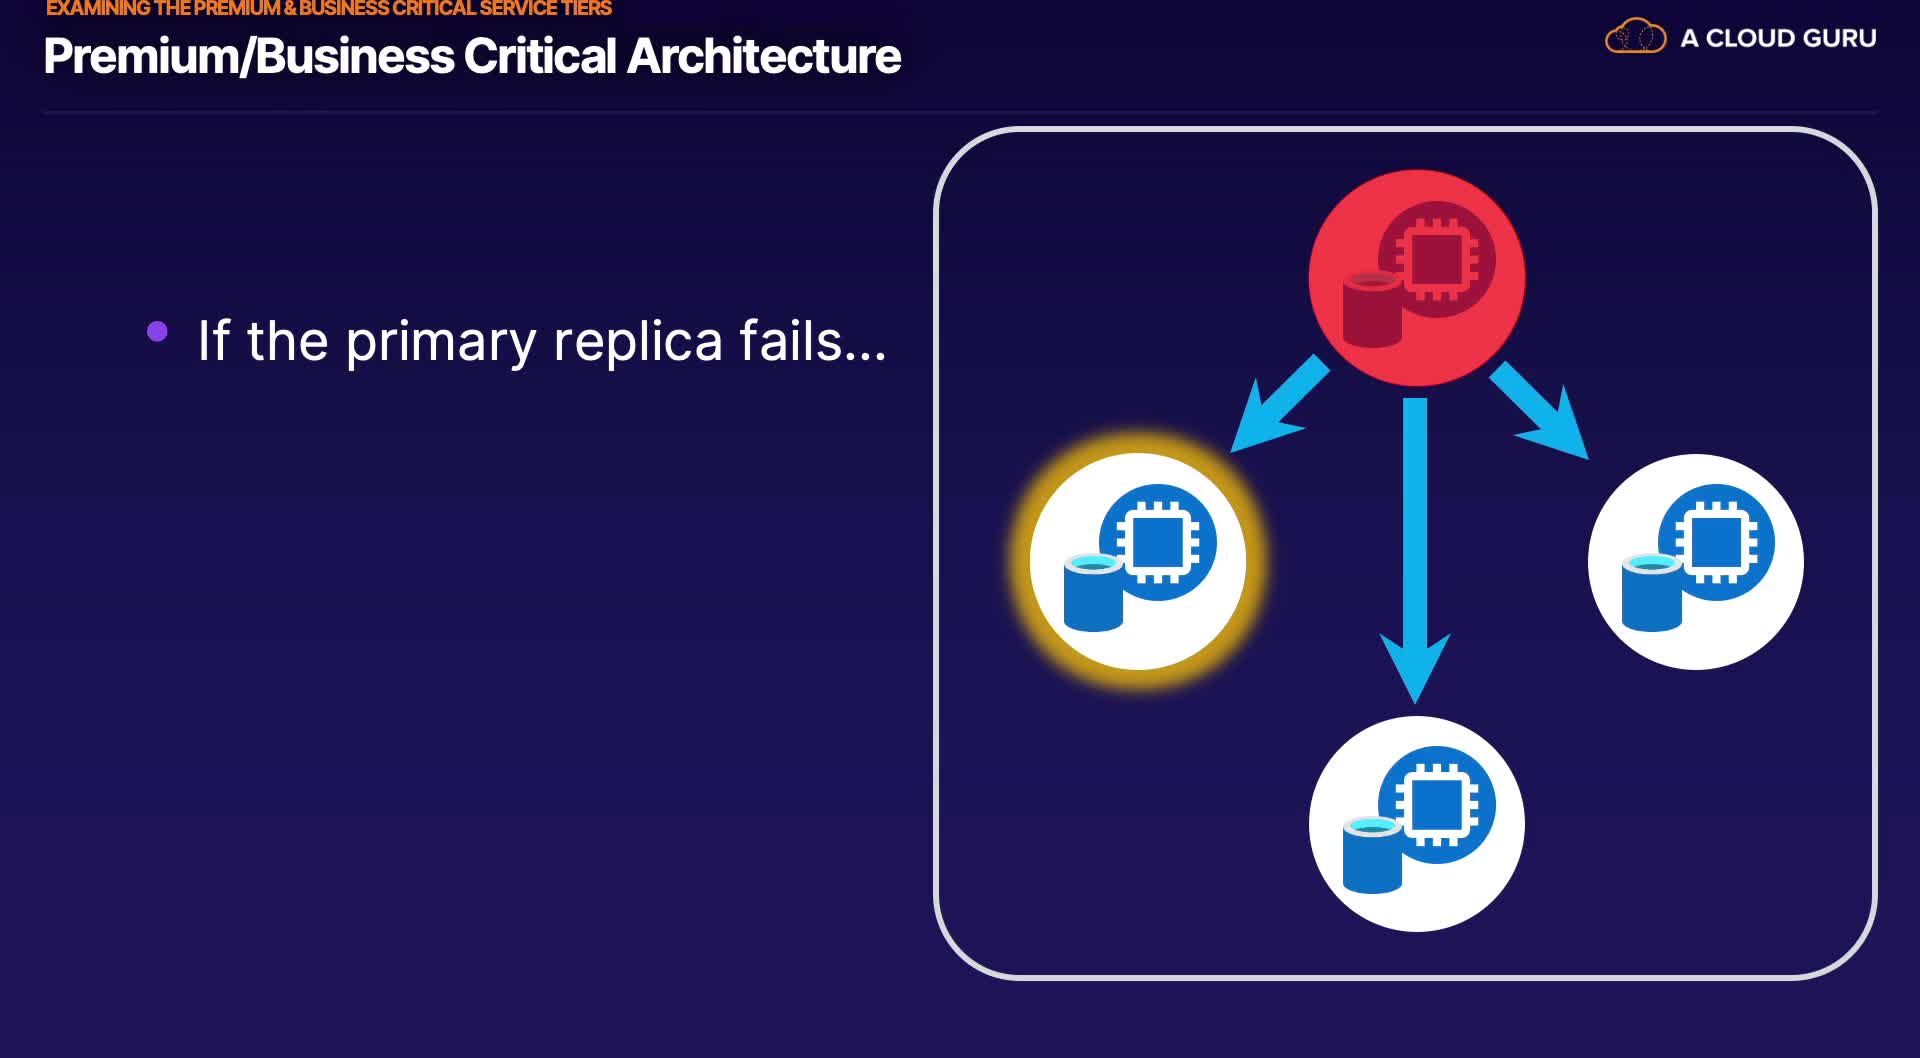 EXAMINING THE PREMIUM & BUSINESS CRITICAL SERVICE TIERS
Premium/Business Critical Architecture
A CLOUD GURU
If the primary replica fails...